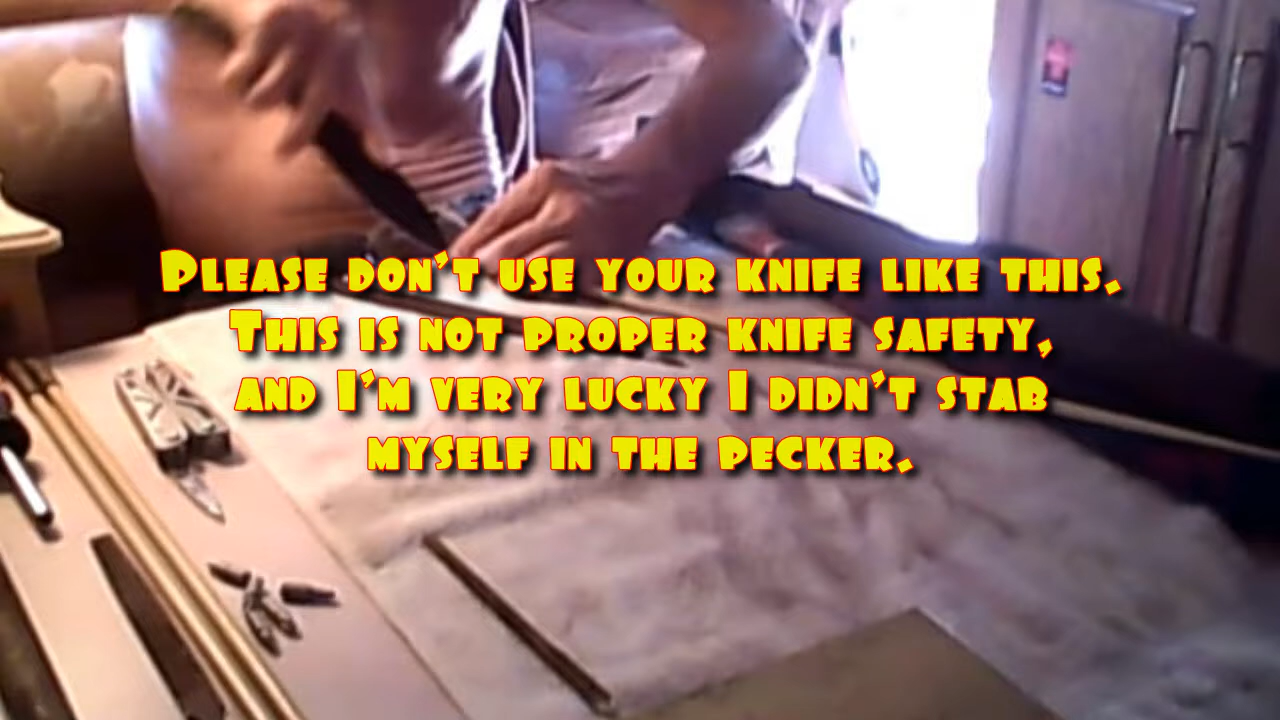 Please don't use your knife like this.
This is not proper knife safety,
and I'm very lucky I didn't stab
myself in the pecker.